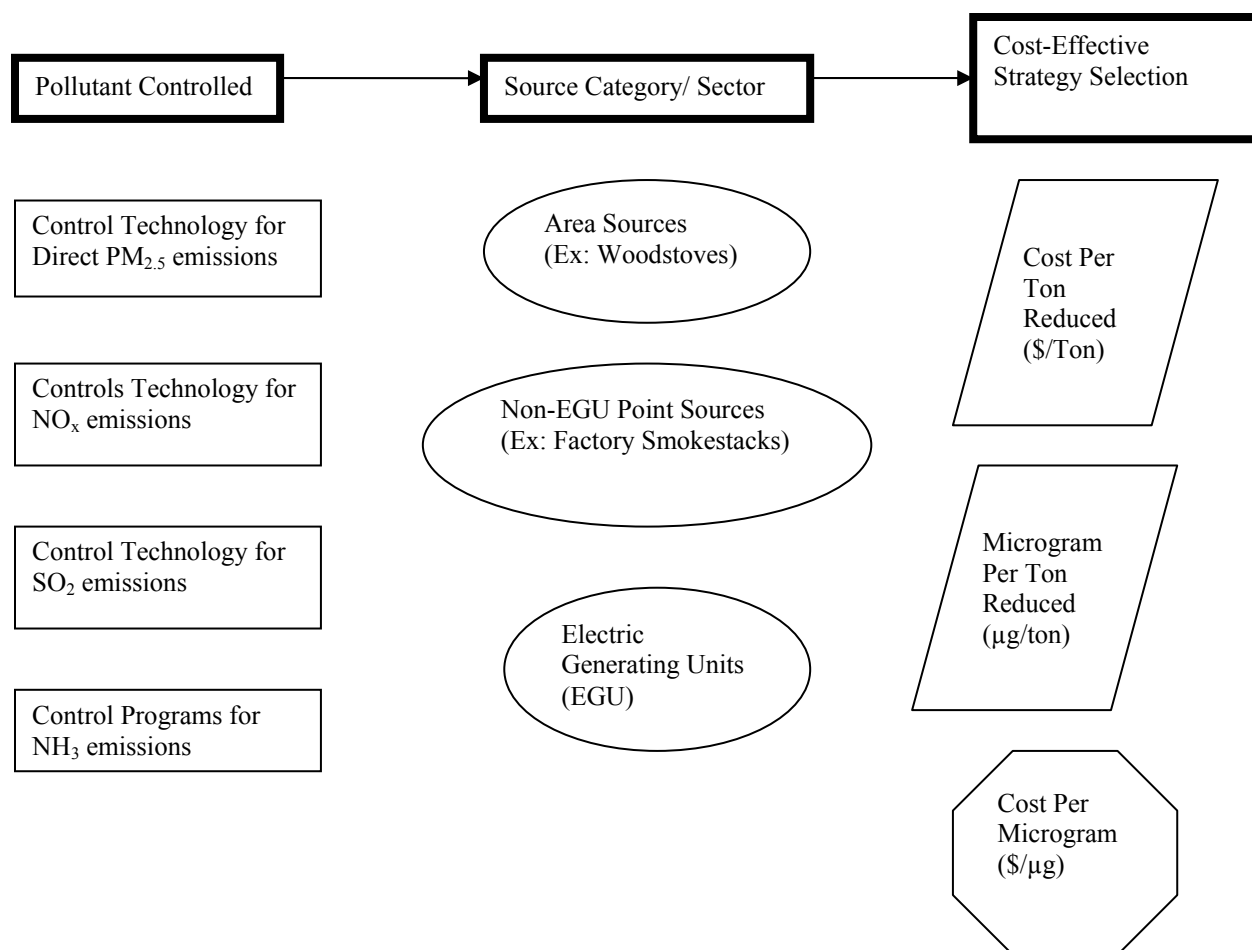 Pollutant Controlled
Source Category/ Sector
Cost-Effective
Strategy Selection
Control Technology for
Direct PM2.5 emissions
Controls Technology for
NOx emissions
Control Technology for
SO2 emissions
Control Programs for
NH3 emissions
Area Sources
(Ex: Woodstoves)
Non-EGU Point Sources
(Ex: Factory Smokestacks)
Electric
Generating Units
(EGU)
Cost Per
Ton
Reduced
($/Ton)
Microgram
Per Ton
Reduced
(µg/ton)
Cost Per
Microgram
($/µg)